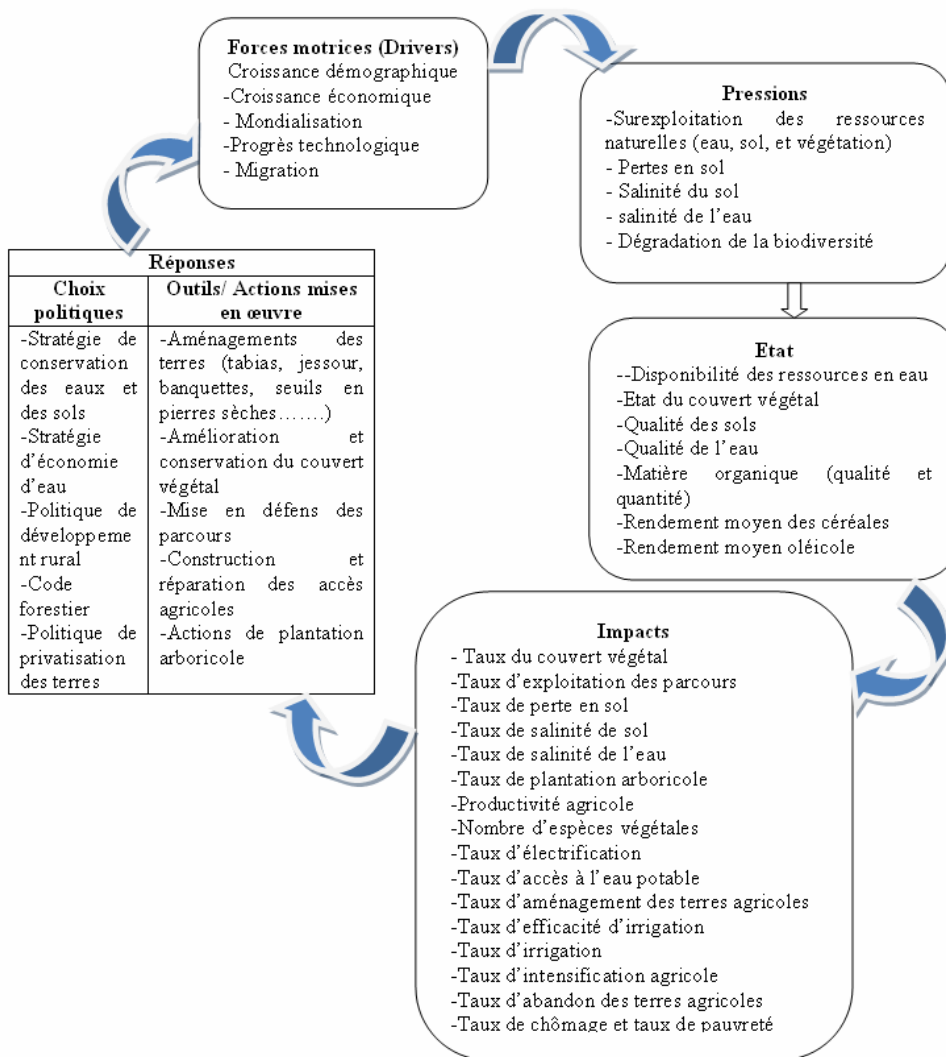 Forces motrices (Drivers)
Croissance démographique
-Croissance économique
- Mondialisation
-Progrès technologique
- Migration
Pressions
-Surexploitation des ressources
naturelles (eau, sol, et végétation)
- Pertes en sol
- Salinité du sol
- salinité de l'eau
- Dégradation de la biodiversité
Etat
--Disponibilité des ressources en eau
-Etat du couvert végétal
-Qualité des sols
-Qualité de l'eau
-Matière organique (qualité et
quantité)
-Rendement moyen des céréales
-Rendement moyen oléicole
Impacts
- Taux du couvert végétal
-Taux d'exploitation des parcours
-Taux de perte en sol
-Taux de salinité de sol
-Taux de salinité de l'eau
-Taux de plantation arboricole
-Productivité agricole
-Nombre d'espèces végétales
-Taux d'électrification
-Taux d'accès à l'eau potable
-Taux d'aménagement des terres agricoles
-Taux d'efficacité d'irrigation
-Taux d'irrigation
-Taux d'intensification agricole
-Taux d'abandon des terres agricoles
-Taux de chômage et taux de pauvreté
Réponses
Choix
politiques
-Stratégie de
conservation
des eaux et
des sols
-Stratégie
d'économie
d'eau
-Politique de
développeme
nt rural
-Code
forestier
-Politique de
privatisation
des terres
Outils/ Actions mises
en œuvre
-Aménagements des
terres (tabias, jessour,
banquettes, seuils en
pierres sèches…….)
-Amélioration et
conservation du couvert
végétal
-Mise en défens des
parcours
-Construction et
réparation des accès
agricoles
-Actions de plantation
arboricole